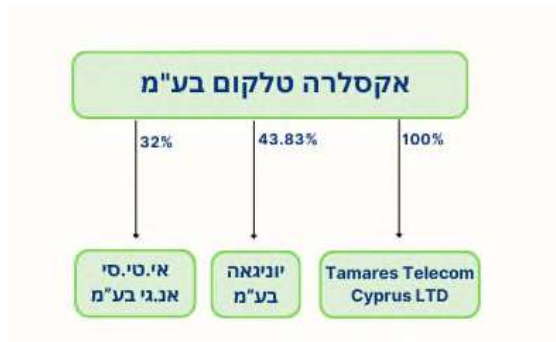 אקסלרה טלקום בע"מ
32%
43.83%
100%
אי.טי.סי
אנ.גי בע"מ
יוניגאה
בע"מ
Tamares Telecom
Cyprus LTD